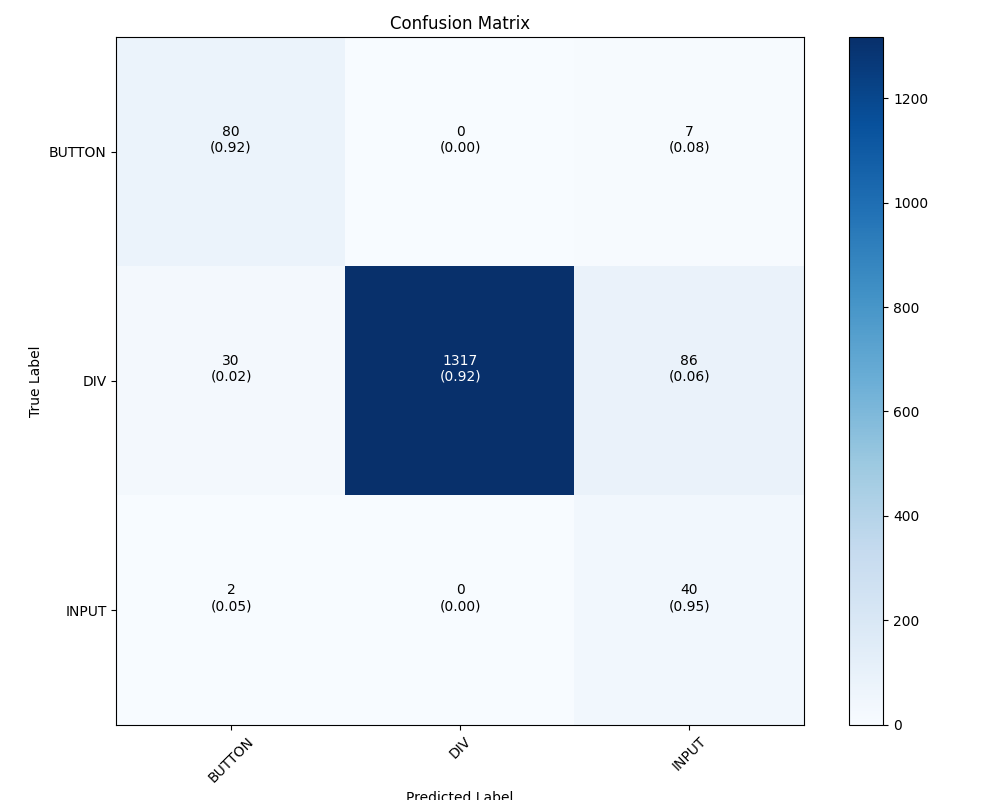 Confusion Matrix
BUTTON
80
(0.92)
0
(0.00)
7
(0.08)
DIV
30
(0.02)
1317
(0.92)
86
(0.06)
INPUT
2
(0.05)
0
(0.00)
40
(0.95)
True Label
BUTTON
DIV
INPUT
Predicted Label
1200
1000
800
600
400
200
0